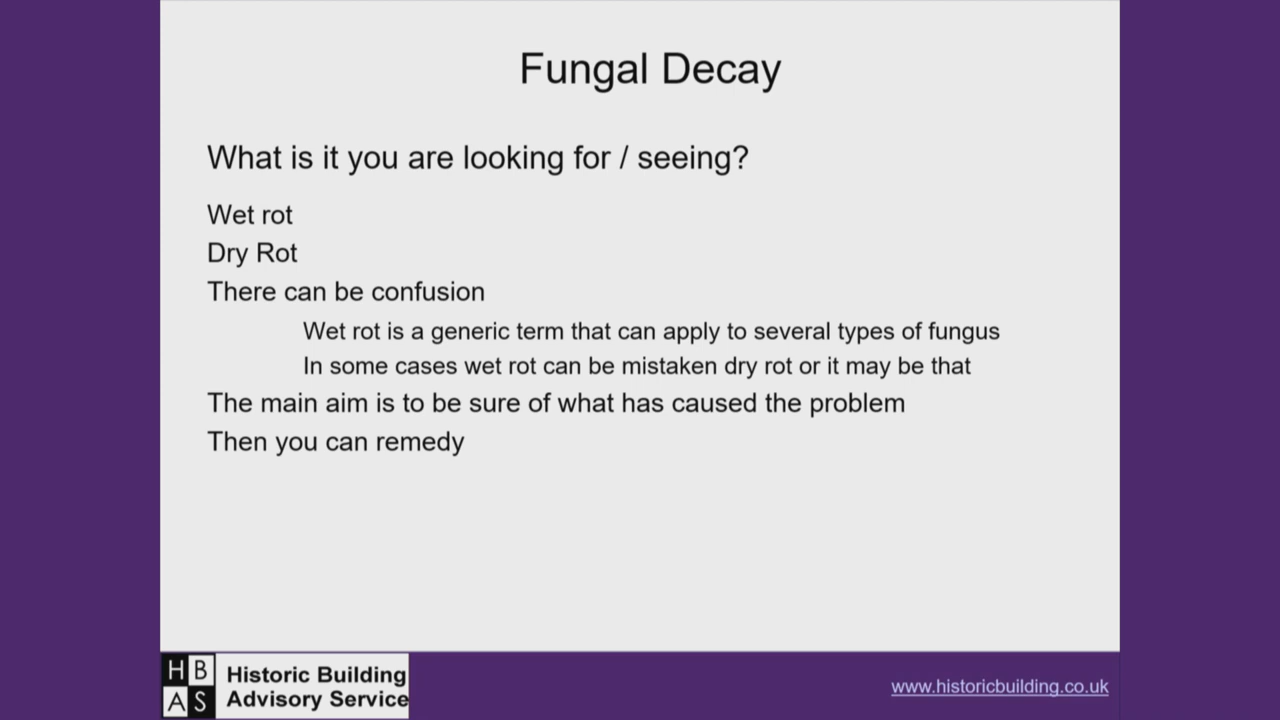 Fungal Decay
What is it you are looking for / seeing?
Wet rot
Dry Rot
There can be confusion
Wet rot is a generic term that can apply to several types of fungus
In some cases wet rot can be mistaken dry rot or it may be that
The main aim is to be sure of what has caused the problem
Then you can remedy
H B
A S
Historic Building
Advisory Service
www.historicbuilding.co.uk